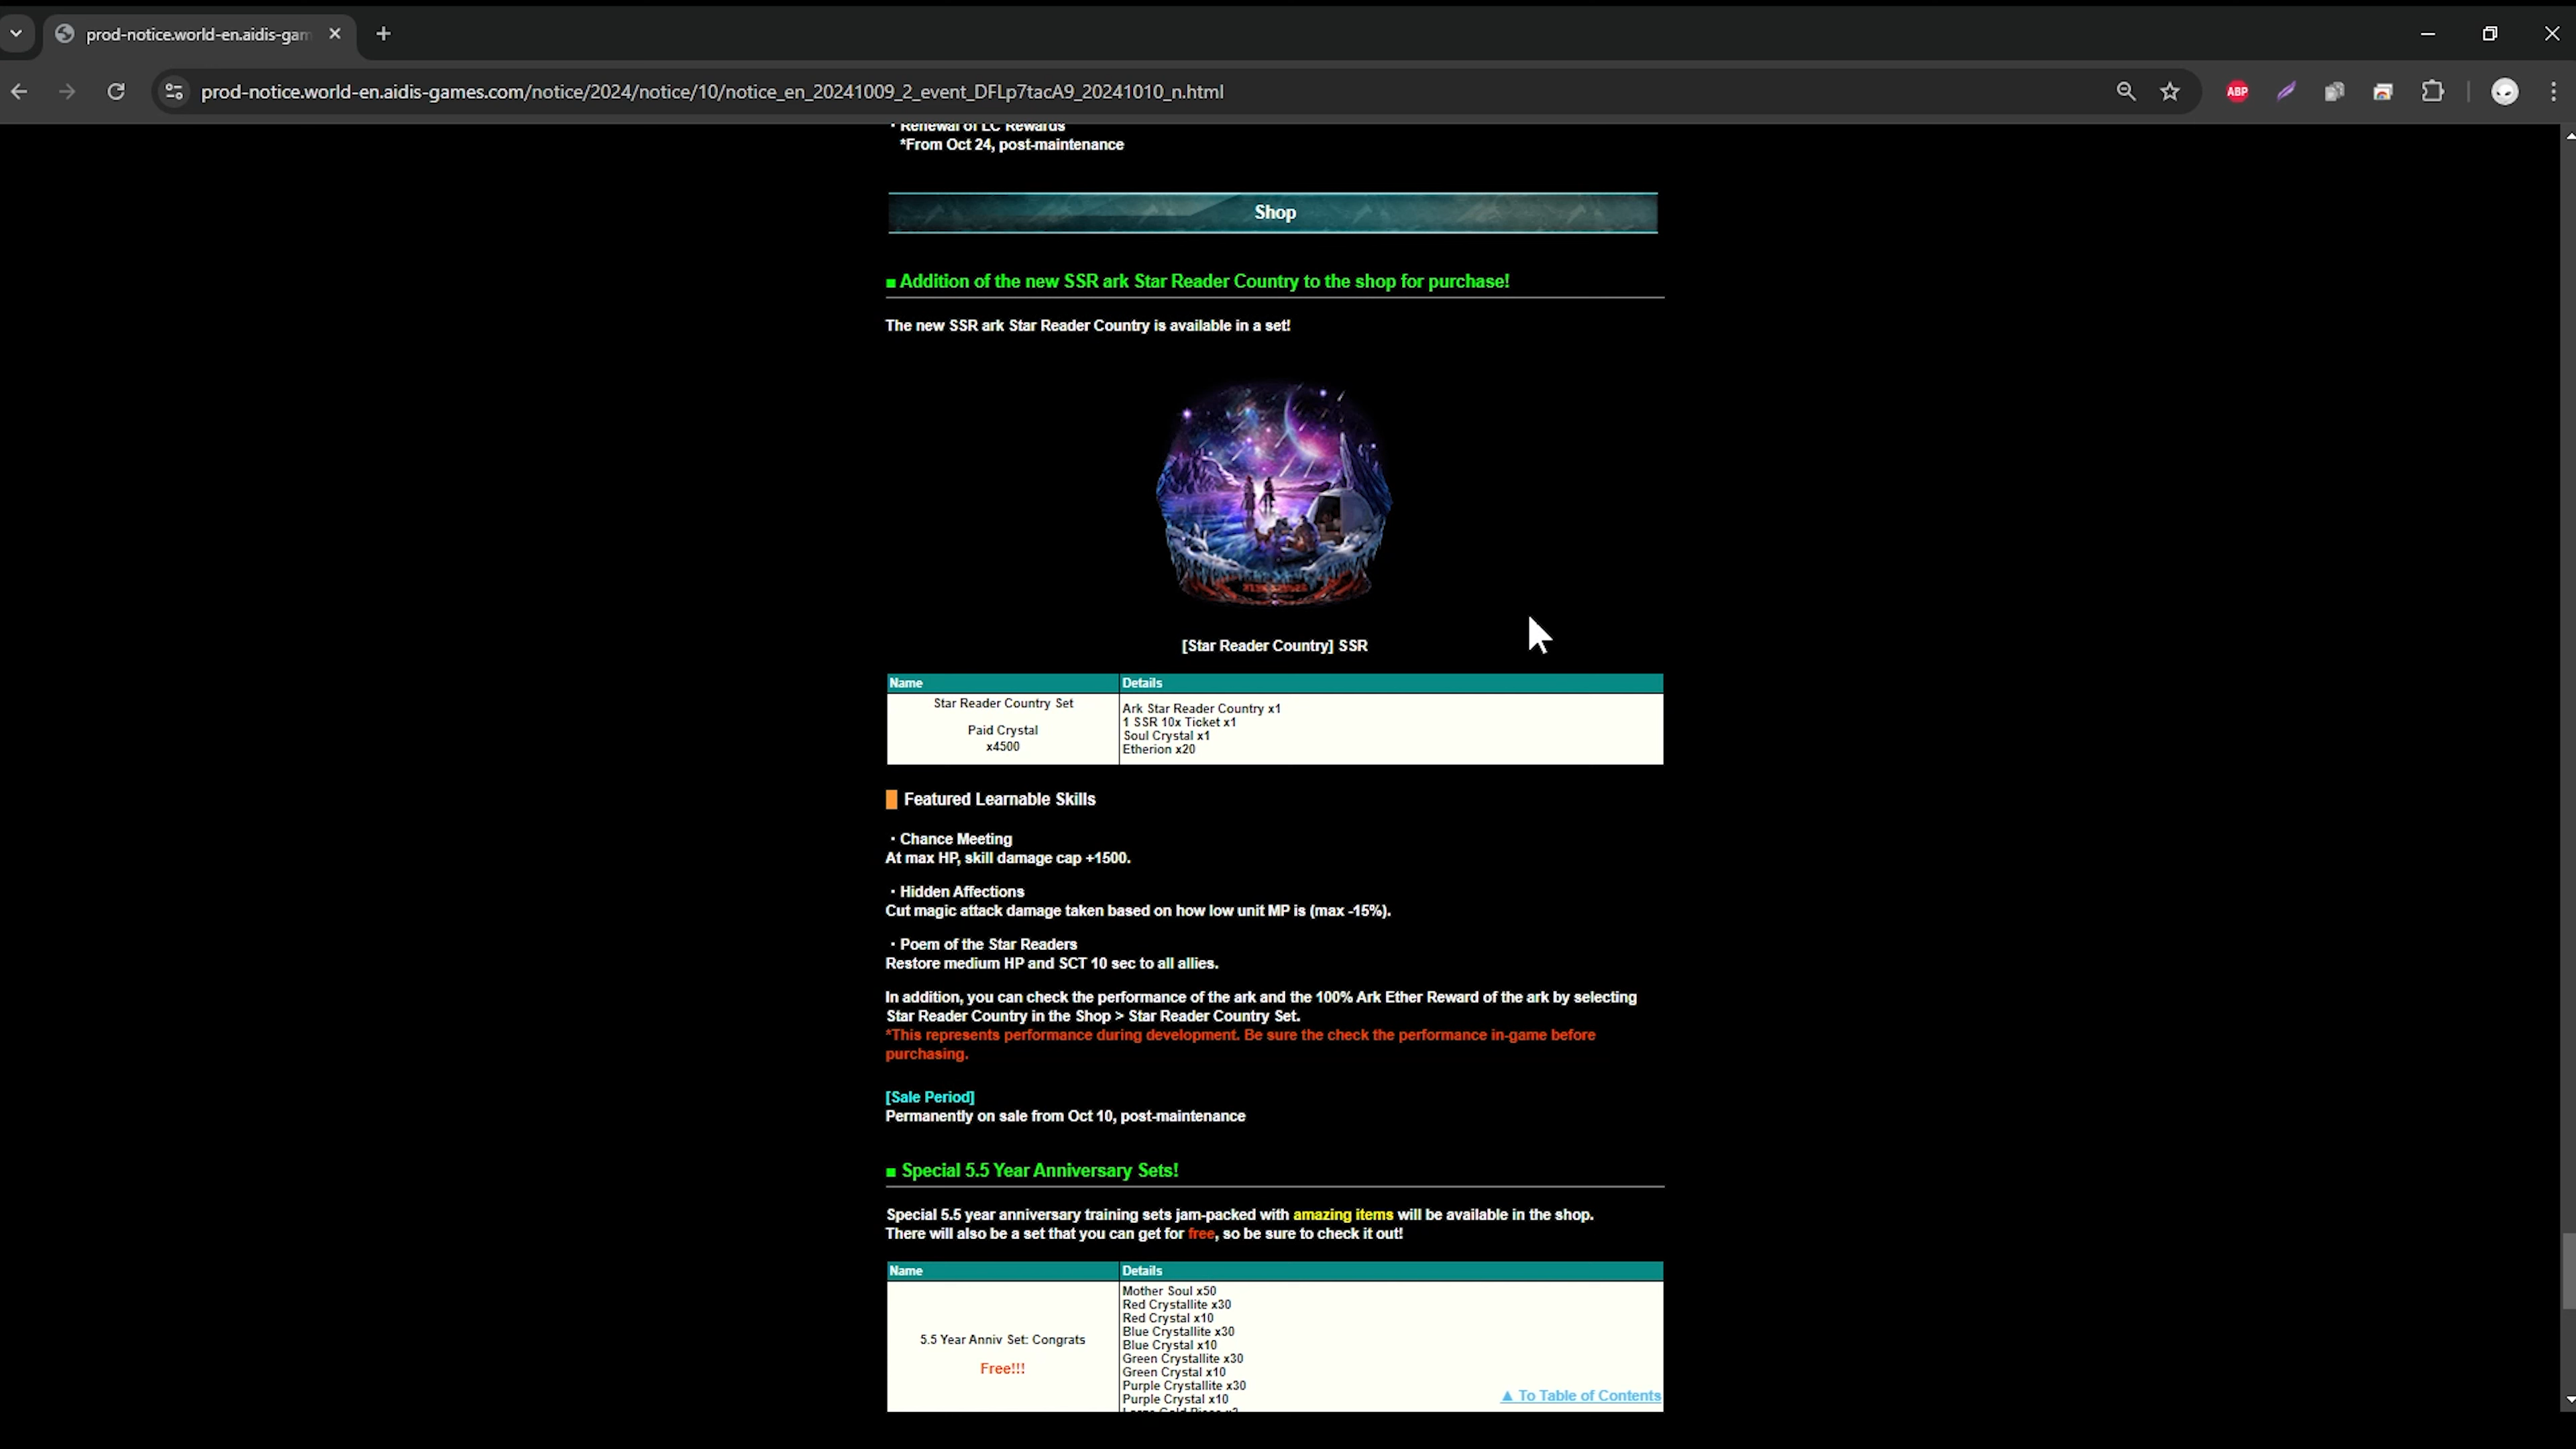 prod-notice.world-en.aidis-gam
prod-notice.world-en.aidis-games.com/notice/2024/notice/10/notice_en_20241009_2_event_DFLp7tacA9_20241010_n.html
ABP
・Renewal of LC Rewards
*From Oct 24, post-maintenance
Shop
■ Addition of the new SSR ark Star Reader Country to the shop for purchase!
The new SSR ark Star Reader Country is available in a set!
[Star Reader Country] SSR
Name Details
Star Reader Country Set
Paid Crystal
x4500
Ark Star Reader Country x1
1 SSR 10x Ticket x1
Soul Crystal x1
Etherion x20
Featured Learnable Skills
・Chance Meeting
At max HP, skill damage cap +1500.
・Hidden Affections
Cut magic attack damage taken based on how low unit MP is (max -15%).
・Poem of the Star Readers
Restore medium HP and SCT 10 sec to all allies.
In addition, you can check the performance of the ark and the 100% Ark Ether Reward of the ark by selecting
Star Reader Country in the Shop > Star Reader Country Set.
*This represents performance during development. Be sure the check the performance in-game before
purchasing.
[Sale Period]
Permanently on sale from Oct 10, post-maintenance
■ Special 5.5 Year Anniversary Sets!
Special 5.5 year anniversary training sets jam-packed with amazing items will be available in the shop.
There will also be a set that you can get for free, so be sure to check it out!
Name Details
5.5 Year Anniv Set: Congrats
Free!!!
Mother Soul x50
Red Crystallite x30
Red Crystal x10
Blue Crystallite x30
Blue Crystal x10
Green Crystallite x30
Green Crystal x10
Purple Crystallite x30
Purple Crystal x10
▲ To Table of Contents